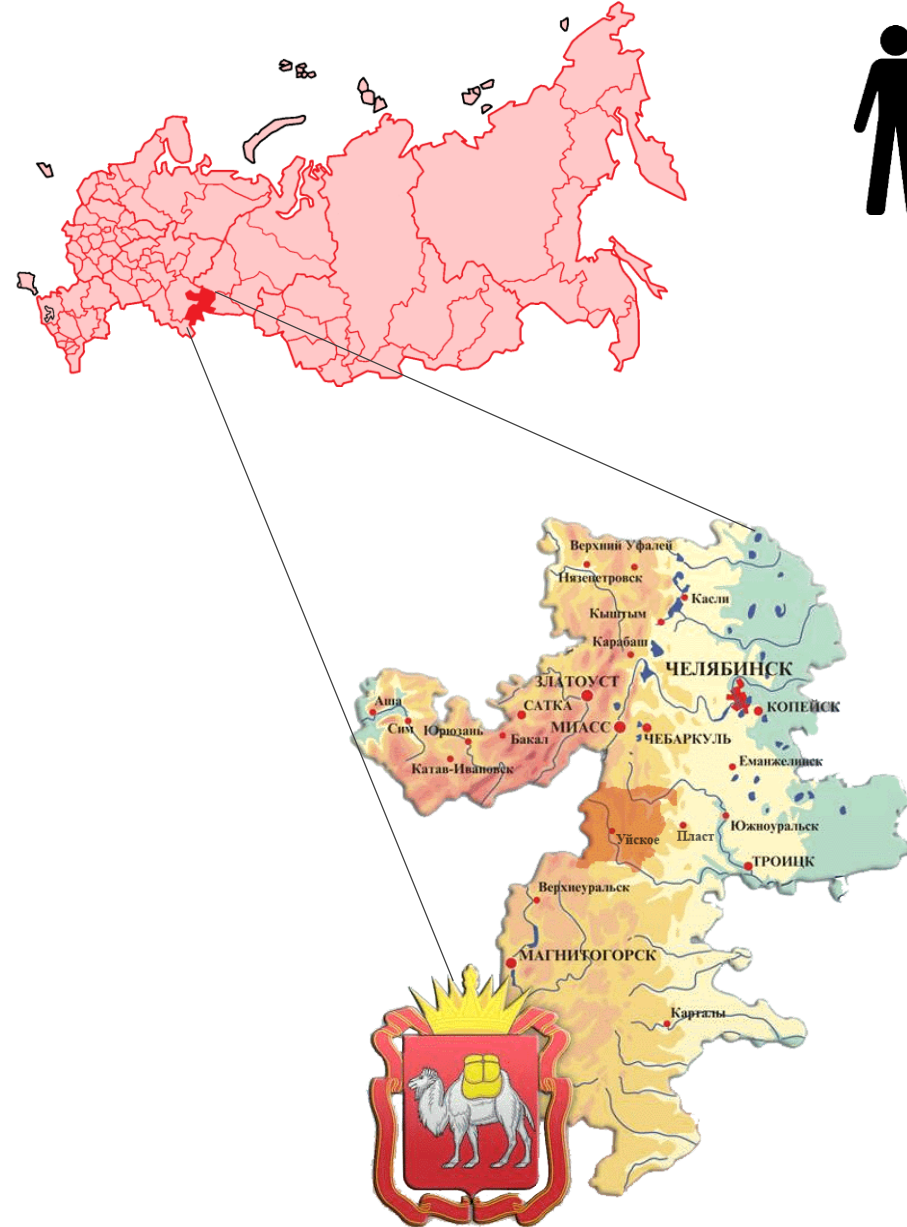 Верхний Уфалей
Нязепетровск
Касли
Кыштым
Карабаш
ЧЕЛЯБИНСК
ЗЛАТОУСТ
КОПЕЙСК
САТКА
Аша
Сим
Юрюзань
Бакал
МИАСС
ЧЕБАРКУЛЬ
Катав-Ивановск
Еманжелинск
Южноуральск
Уйское
Пласт
ТРОИЦК
Верхнеуральск
МАГНИТОГОРСК
Карталы